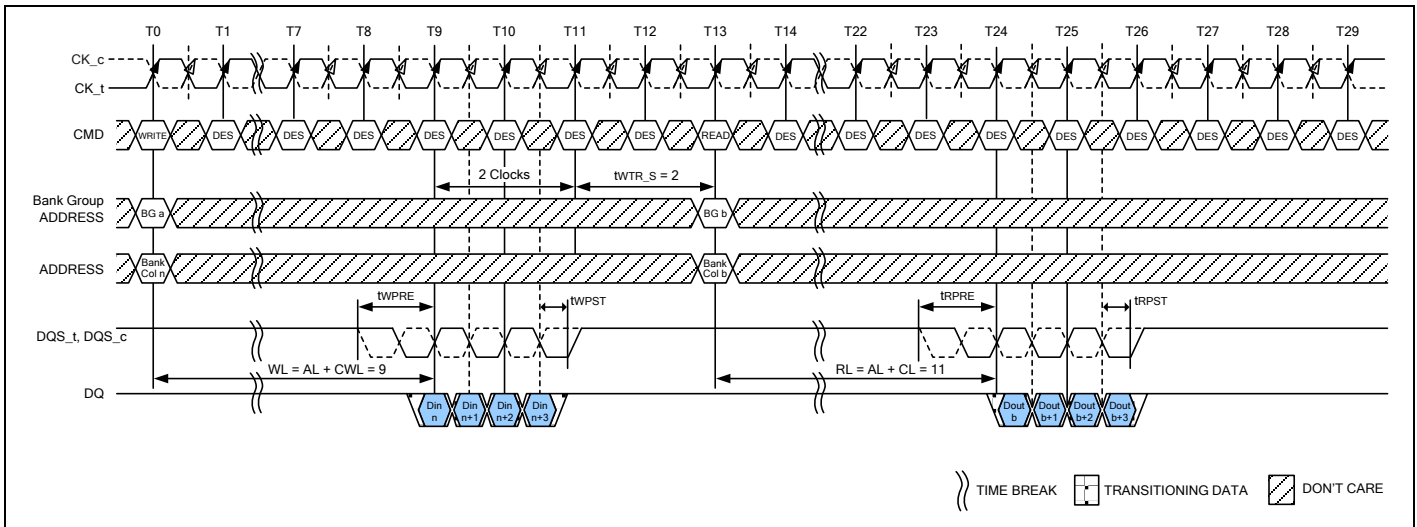 T0 T1 T7 T8 T9 T10 T11 T12 T13 T14 T22 T23 T24 T25 T26 T27 T28 T29
CK_c
CK_t
CMD WRITE DES DES DES DES DES DES DES READ DES DES DES DES DES DES DES DES DES
2 Clocks tWTR_S = 2
Bank Group
ADDRESS BG a BG b
ADDRESS Bank Col n Bank Col b
tWPRE tWPST tRPRE tRPST
DQS_t, DQS_c
WL = AL + CWL = 9 RL = AL + CL = 11
DQ
Din n Din n+1 Din n+2 Din n+3 Dout b Dout b+1 Dout b+2 Dout b+3
TIME BREAK TRANSITIONING DATA DON'T CARE